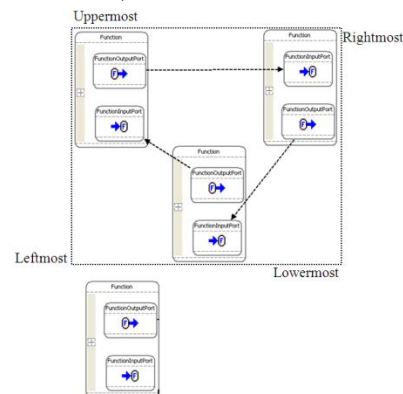 Uppermost
Function
Function
Rightmost
FunctionOutputPort
F
FunctionInputPort
F
FunctionInputPort
F
FunctionOutputPort
F
Function
FunctionOutputPort
F
FunctionInputPort
F
Leftmost
Lowermost
Function
FunctionOutputPort
F
FunctionInputPort
F